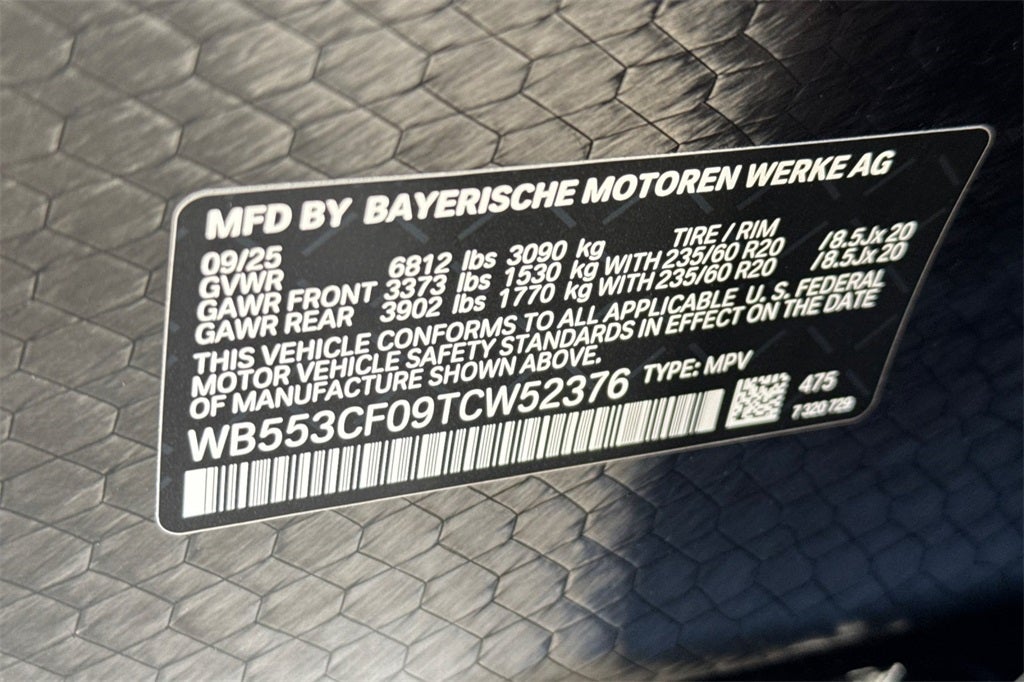 MFD BY BAYERISCHE MOTOREN WERKE AG
09/25 TIRE / RIM
GVWR 6812 lbs 3090 kg
GAWR FRONT 3373 lbs 1530 kg WITH 235/60 R20 /8.5Jx20
GAWR REAR 3902 lbs 1770 kg WITH 235/60 R20 /8.5Jx20
THIS VEHICLE CONFORMS TO ALL APPLICABLE U. S. FEDERAL
MOTOR VEHICLE SAFETY STANDARDS IN EFFECT ON THE DATE
OF MANUFACTURE SHOWN ABOVE.
WB553CF09TCW52376 TYPE: MPV
475
7 320 729